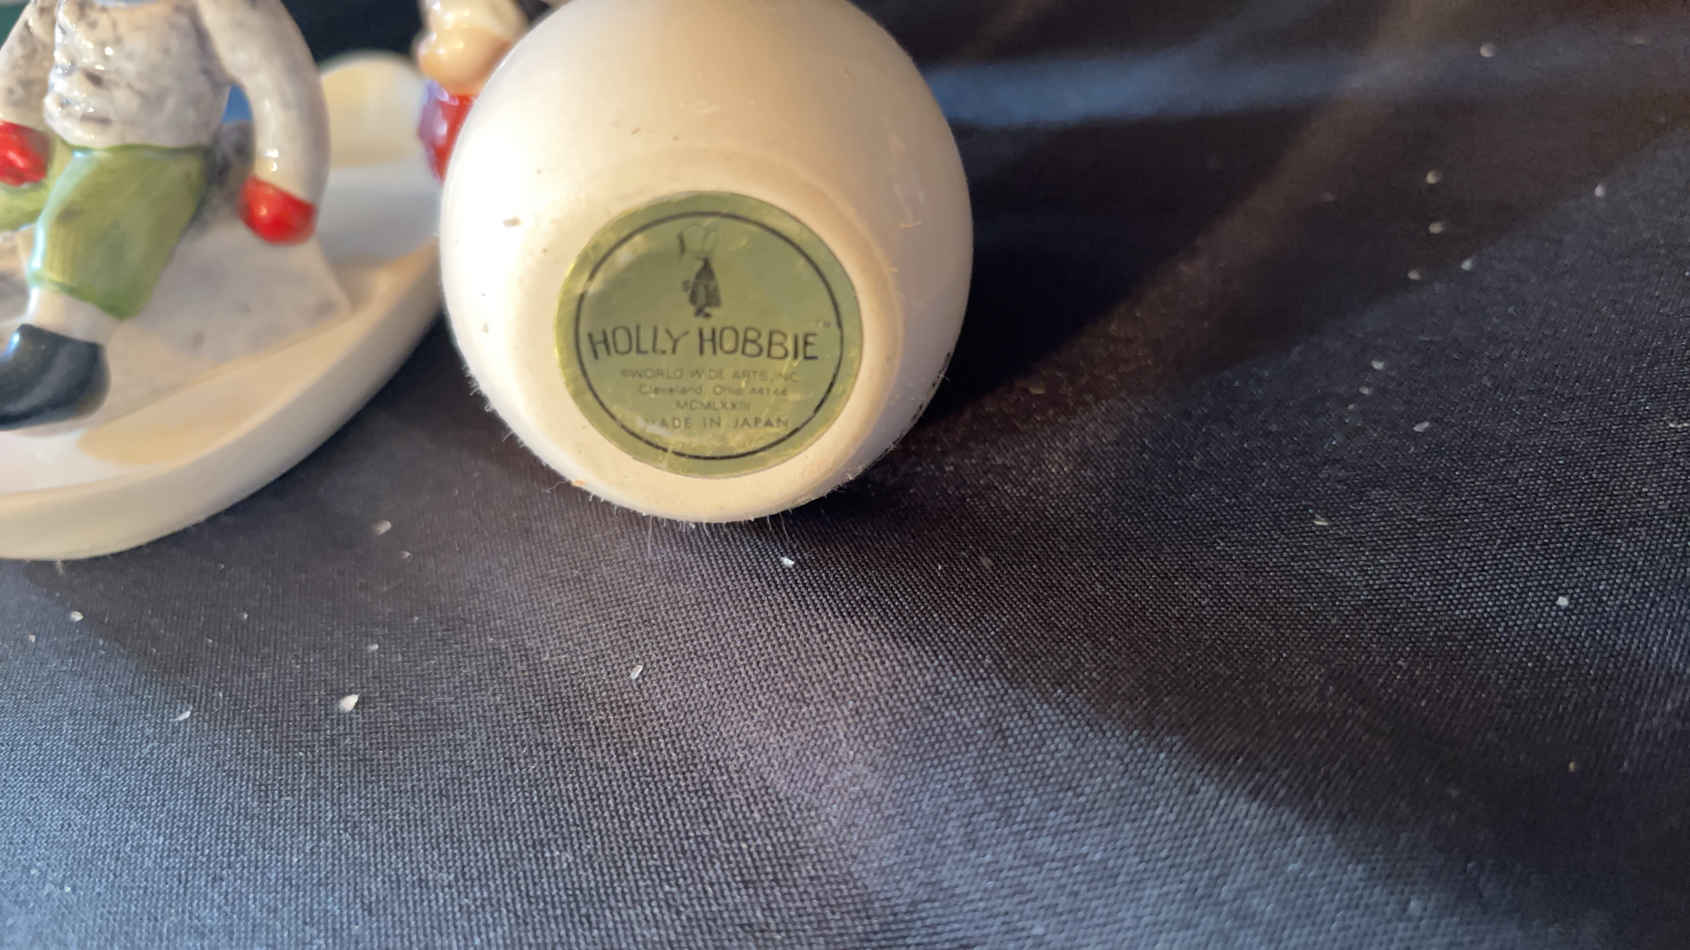 HOLLY HOBBIE™
©WORLD WIDE ARTS, INC.
Cleveland, Ohio 44144
MCMLXXIII
MADE IN JAPAN